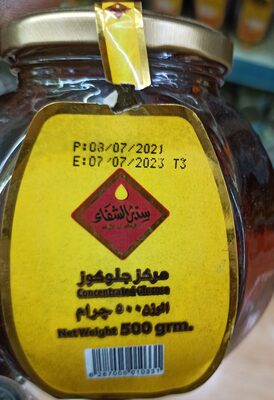 P:08/07/2021
E:07/07/2023 T3
سدر الشفاء
مركز جلوكوز
Concentrated Glucose
الوزن ٥٠٠ جرام
Net Weight 500 grm.